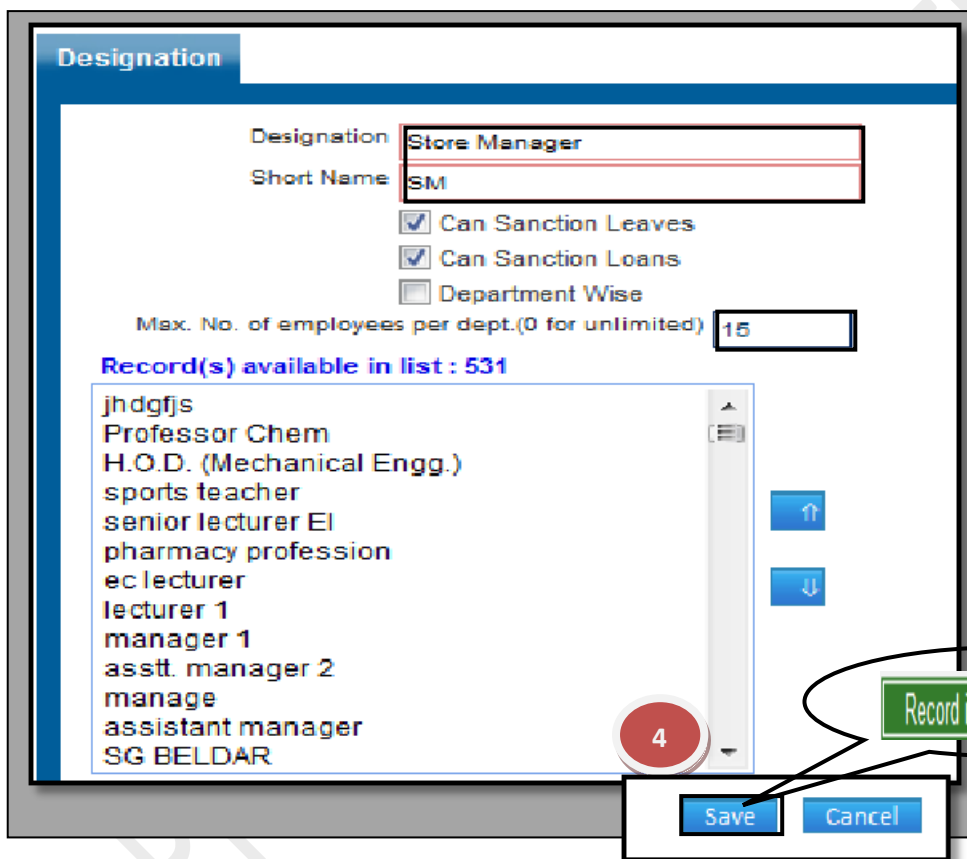 Designation
Designation Store Manager
Short Name SM
Can Sanction Leaves
Can Sanction Loans
Department Wise
Max. No. of employees per dept.(0 for unlimited) 15
Record(s) available in list : 531
jhdgfjs
Professor Chem
H.O.D. (Mechanical Engg.)
sports teacher
senior lecturer EI
pharmacy profession
ec lecturer
lecturer 1
manager 1
asstt. manager 2
manage
assistant manager
SG BELDAR
4
Record
Save Cancel